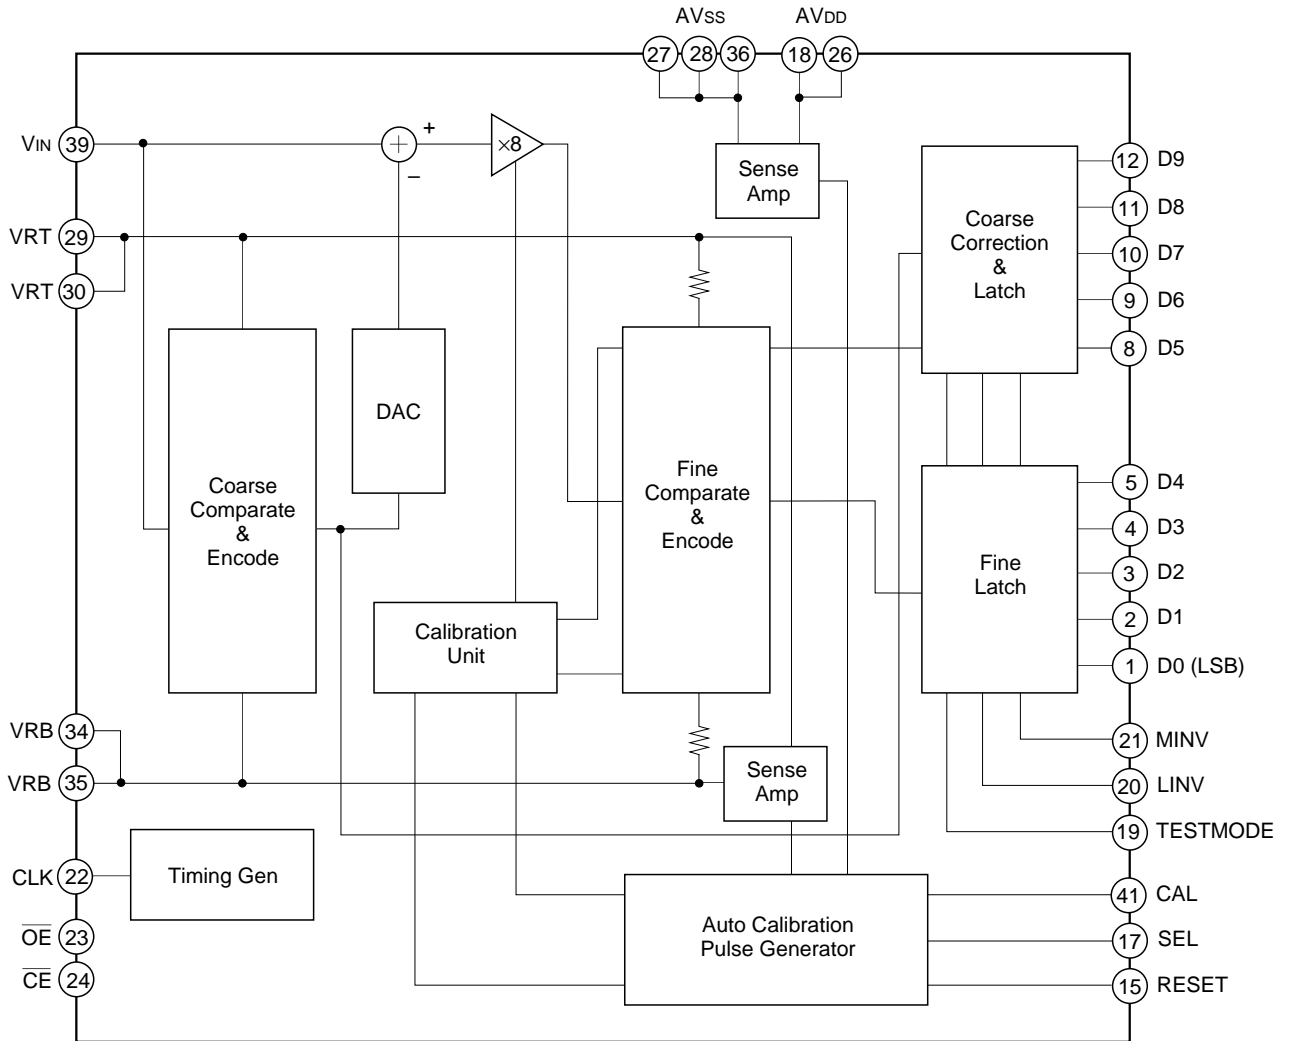 AVSS
AVDD
27
28
36
18
26
VIN
39
+
−
×8
Sense
Amp
VRT
29
VRT
30
Coarse
Correction
&
Latch
12
D9
11
D8
10
D7
9
D6
8
D5
DAC
Coarse
Comparate
&
Encode
Fine
Comparate
&
Encode
Fine
Latch
5
D4
4
D3
3
D2
2
D1
1
D0 (LSB)
Calibration
Unit
VRB
34
VRB
35
Sense
Amp
21
MINV
20
LINV
19
TESTMODE
CLK
22
Timing Gen
OE
23
CE
24
Auto Calibration
Pulse Generator
41
CAL
17
SEL
15
RESET